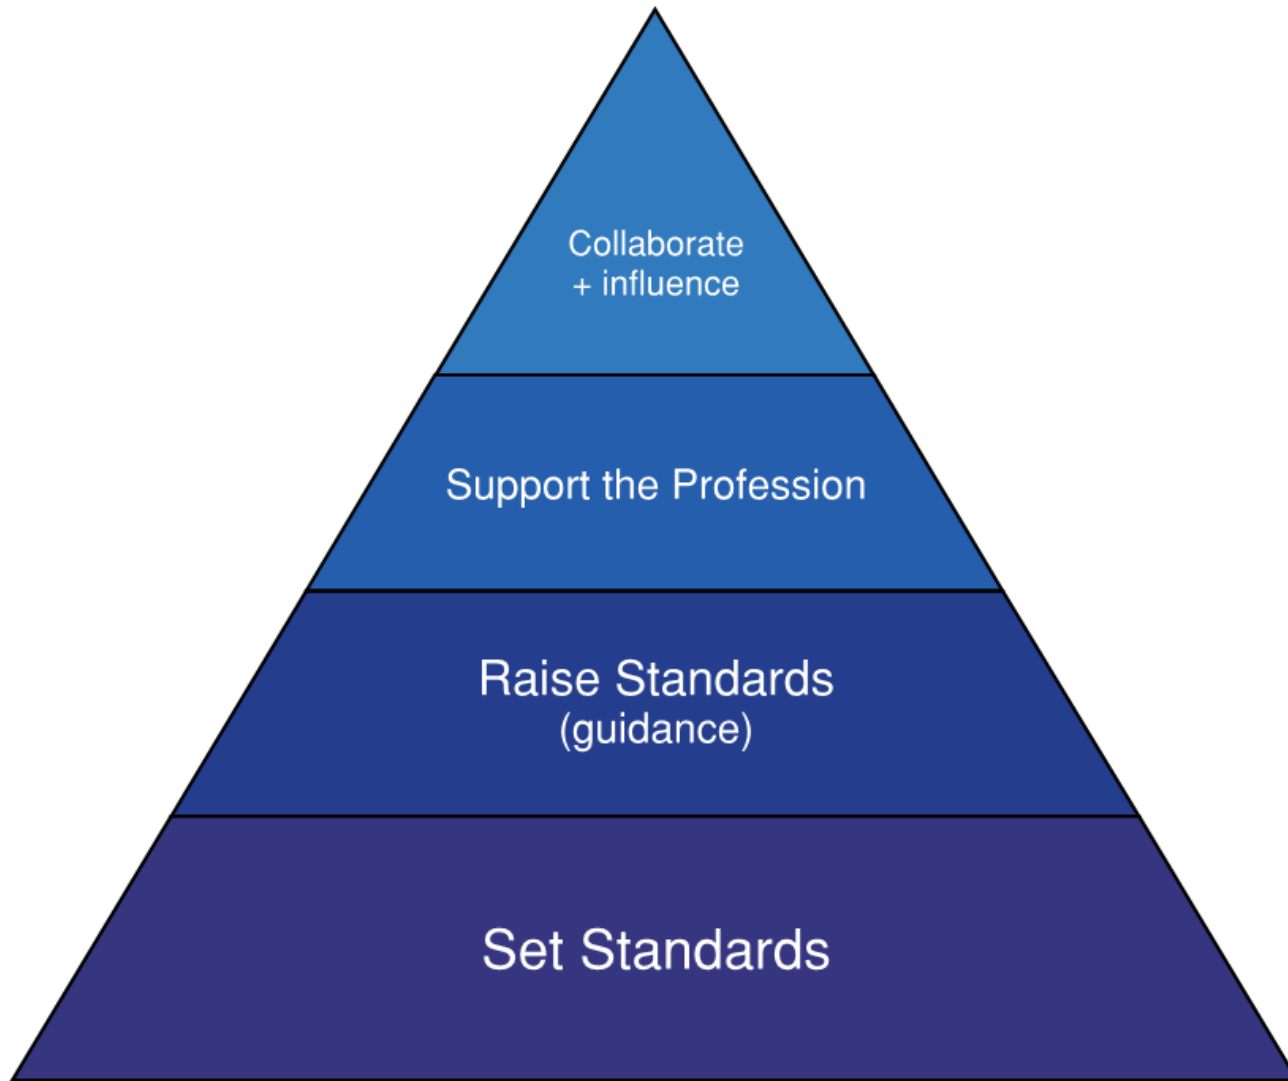 Collaborate
+ influence
Support the Profession
Raise Standards
(guidance)
Set Standards